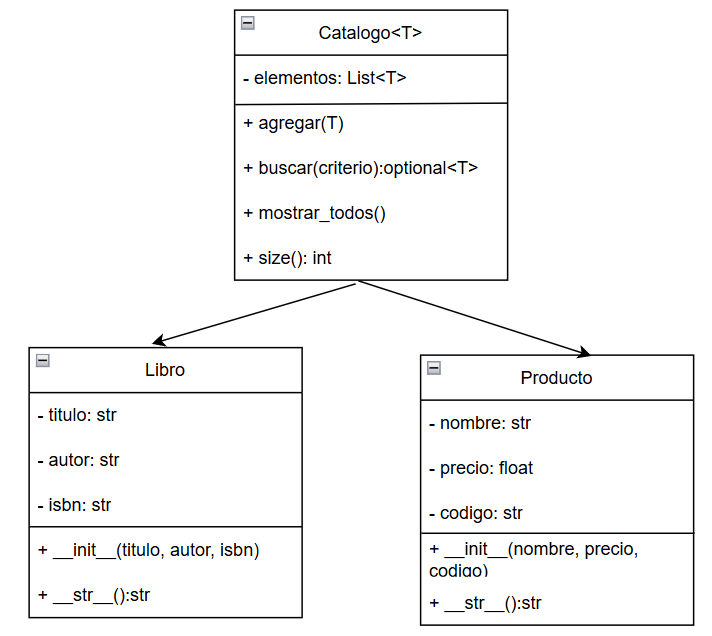 Catalogo<T>
- elementos: List<T>
+ agregar(T)
+ buscar(criterio):optional<T>
+ mostrar_todos()
+ size(): int
Libro
- titulo: str
- autor: str
- isbn: str
+ __init__(titulo, autor, isbn)
+ __str__():str
Producto
- nombre: str
- precio: float
- codigo: str
+ __init__(nombre, precio,
codigo)
+ __str__():str